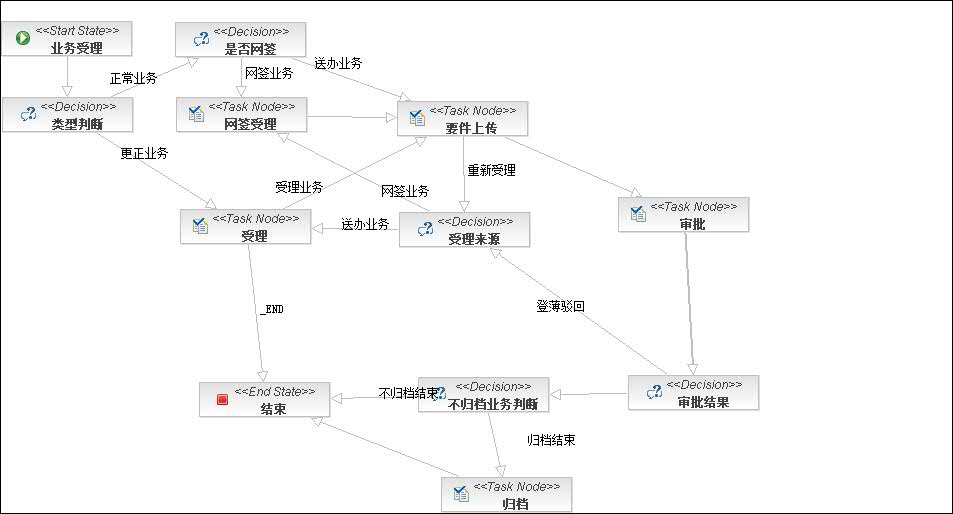 <<Start State>>
业务受理
<<Decision>>
是否网签
正常业务
网签业务
送办业务
<<Decision>>
类型判断
<<Task Node>>
网签受理
<<Task Node>>
要件上传
更正业务
受理业务
网签业务
重新受理
<<Task Node>>
受理
送办业务
<<Decision>>
受理来源
<<Task Node>>
审批
_END
登薄驳回
<<End State>>
结束
不归档结束
<<Decision>>
不归档业务判断
<<Decision>>
审批结果
归档结束
<<Task Node>>
归档